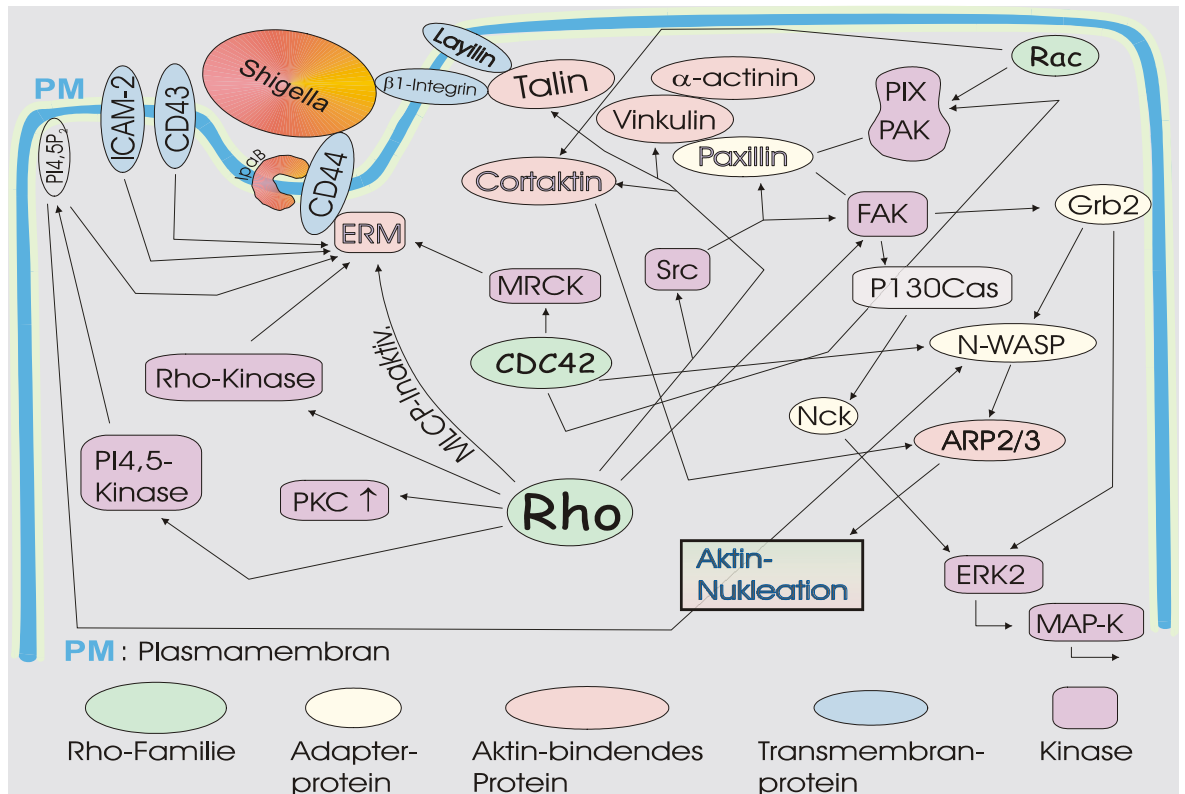 Layilin
Rac
Shigella
β1-Integrin
Talin
α-actinin
PIX
PAK
PM
ICAM-2
CD43
PI4,5P2
Vinkulin
Paxillin
IpaB
CD44
Cortaktin
FAK
Grb2
ERM
Src
MRCK
P130Cas
CDC42
N-WASP
Rho-Kinase
MLCP-Inaktiv.
Nck
ARP2/3
PI4,5-
Kinase
PKC ↑
Rho
Aktin-
Nukleation
ERK2
MAP-K
PM : Plasmamembran
Rho-Familie
Adapter-
protein
Aktin-bindendes
Protein
Transmembran-
protein
Kinase